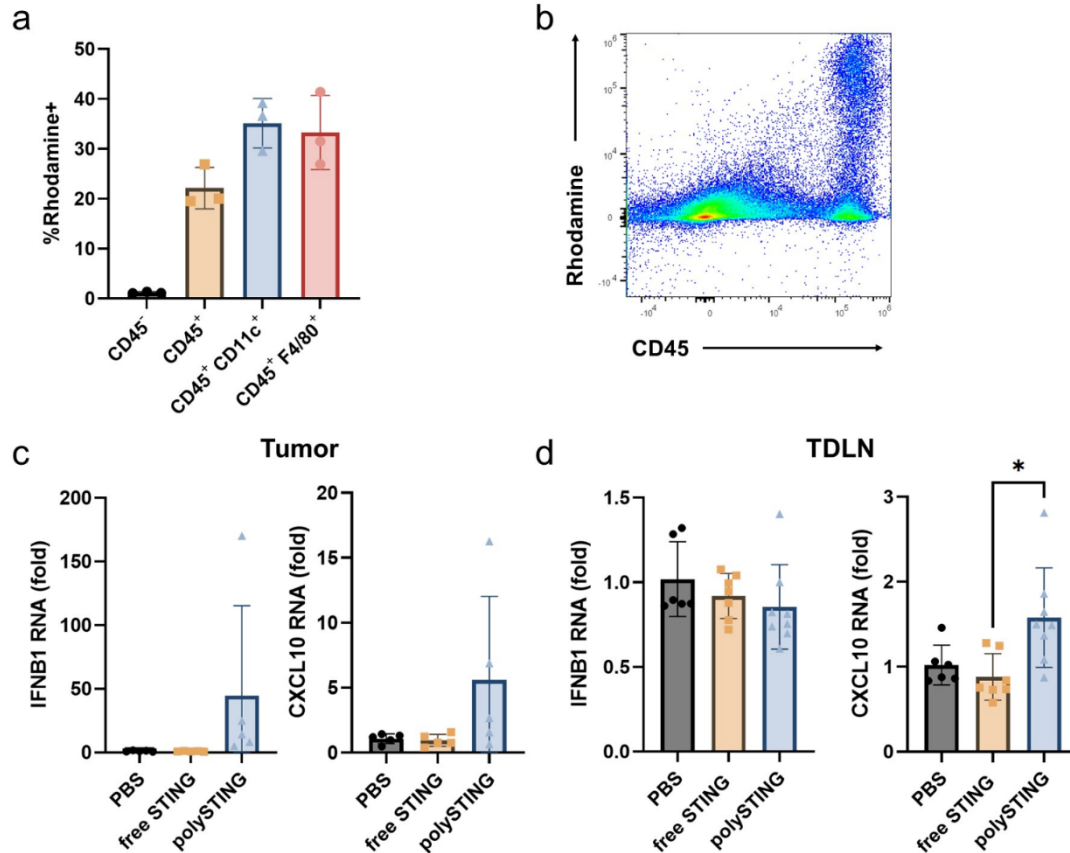 a
%Rhodamine+
50
40
30
20
10
0
CD45⁻
CD45⁺
CD45⁺ CD11c⁺
CD45⁺ F4/80⁺
b
Rhodamine
10⁶
10⁵
10⁴
0
-10⁴
-10⁴
0
10⁴
10⁵
10⁶
CD45
c
Tumor
IFNB1 RNA (fold)
200
150
100
50
0
PBS
free STING
polySTING
CXCL10 RNA (fold)
20
15
10
5
0
PBS
free STING
polySTING
d
TDLN
IFNB1 RNA (fold)
1.5
1.0
0.5
0.0
PBS
free STING
polySTING
CXCL10 RNA (fold)
3
2
1
0
*
PBS
free STING
polySTING